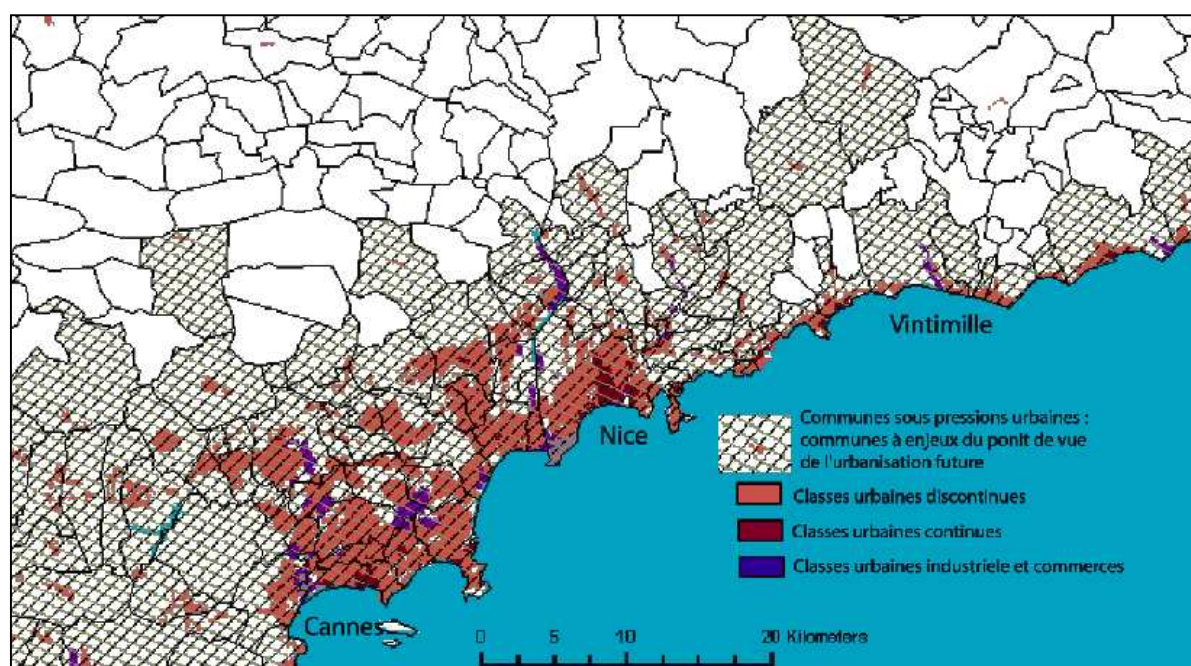 Vintimille
Communes sous pressions urbaines :
communes à enjeux du ponit de vue
de l'urbanisation future
Nice
Classes urbaines discontinues
Classes urbaines continues
Classes urbaines industriele et commerces
Cannes
0 5 10 20 Kilometers